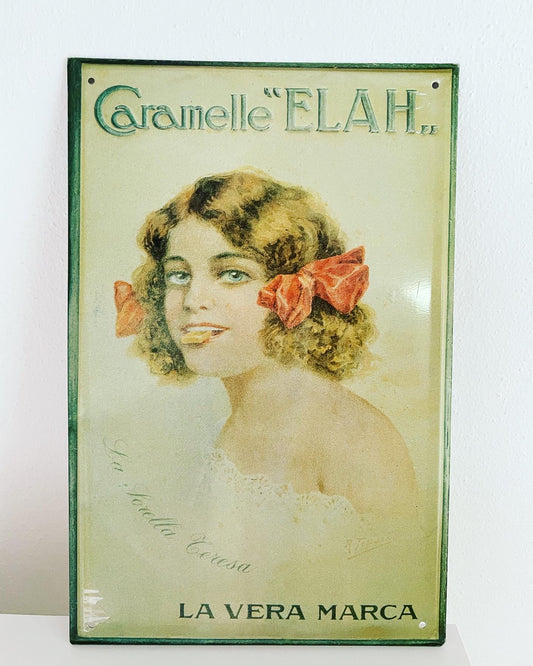 Caramelle "ELAH„
La Sorella Teresa
LA VERA MARCA